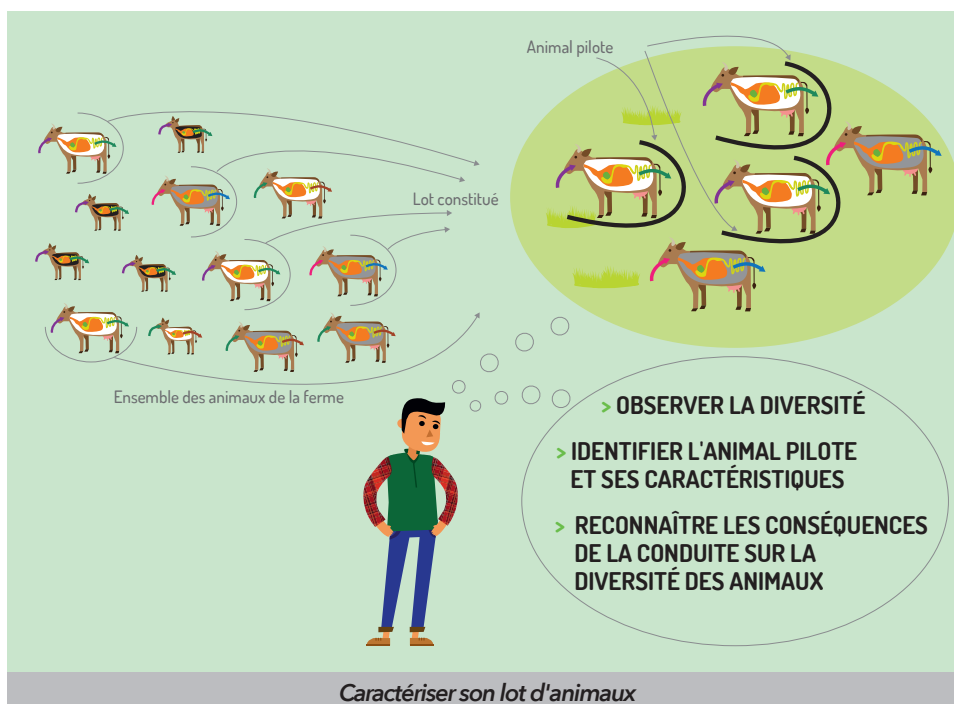 Animal pilote
Lot constitué
Ensemble des animaux de la ferme
> OBSERVER LA DIVERSITÉ
> IDENTIFIER L'ANIMAL PILOTE
ET SES CARACTÉRISTIQUES
> RECONNAÎTRE LES CONSÉQUENCES
DE LA CONDUITE SUR LA
DIVERSITÉ DES ANIMAUX
Caractériser son lot d'animaux